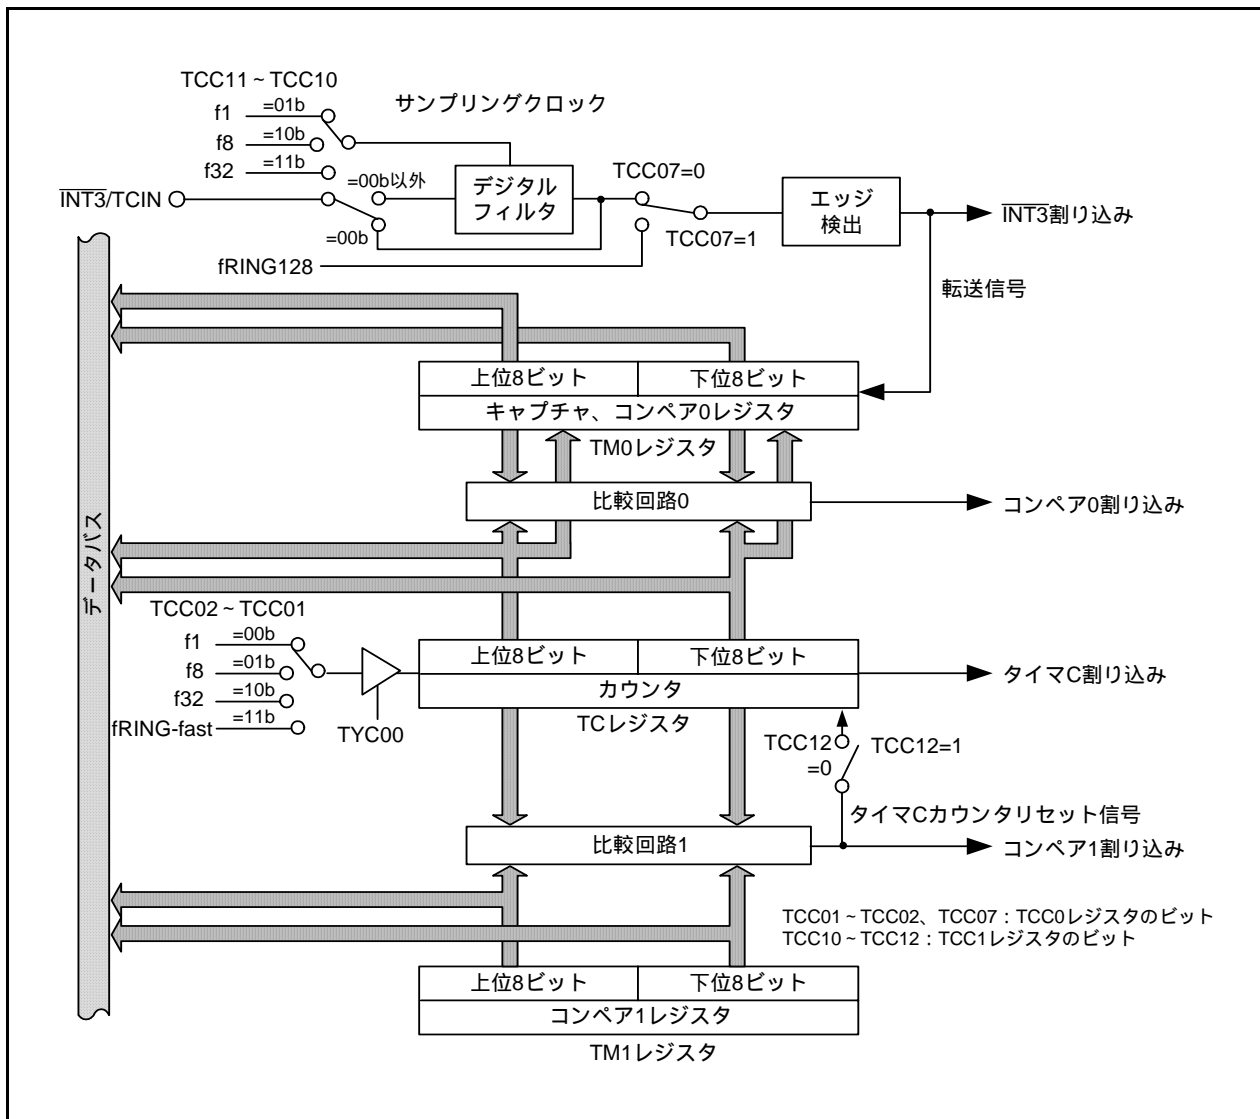 TCC11 ~ TCC10
f1 =01b
f8 =10b
f32 =11b
サンプリングクロック
INT3/TCIN
=00b以外
=00b
デジタル
フィルタ
TCC07=0
TCC07=1
fRING128
エッジ
検出
INT3割り込み
転送信号
上位8ビット 下位8ビット
キャプチャ、コンペア0レジスタ
TM0レジスタ
比較回路0
コンペア0割り込み
データバス
TCC02 ~ TCC01
f1 =00b
f8 =01b
f32 =10b
fRING-fast =11b
TYC00
上位8ビット 下位8ビット
カウンタ
TCレジスタ
タイマC割り込み
TCC12
=0
TCC12=1
タイマCカウンタリセット信号
比較回路1
コンペア1割り込み
TCC01 ~ TCC02、TCC07 : TCC0レジスタのビット
TCC10 ~ TCC12 : TCC1レジスタのビット
上位8ビット 下位8ビット
コンペア1レジスタ
TM1レジスタ